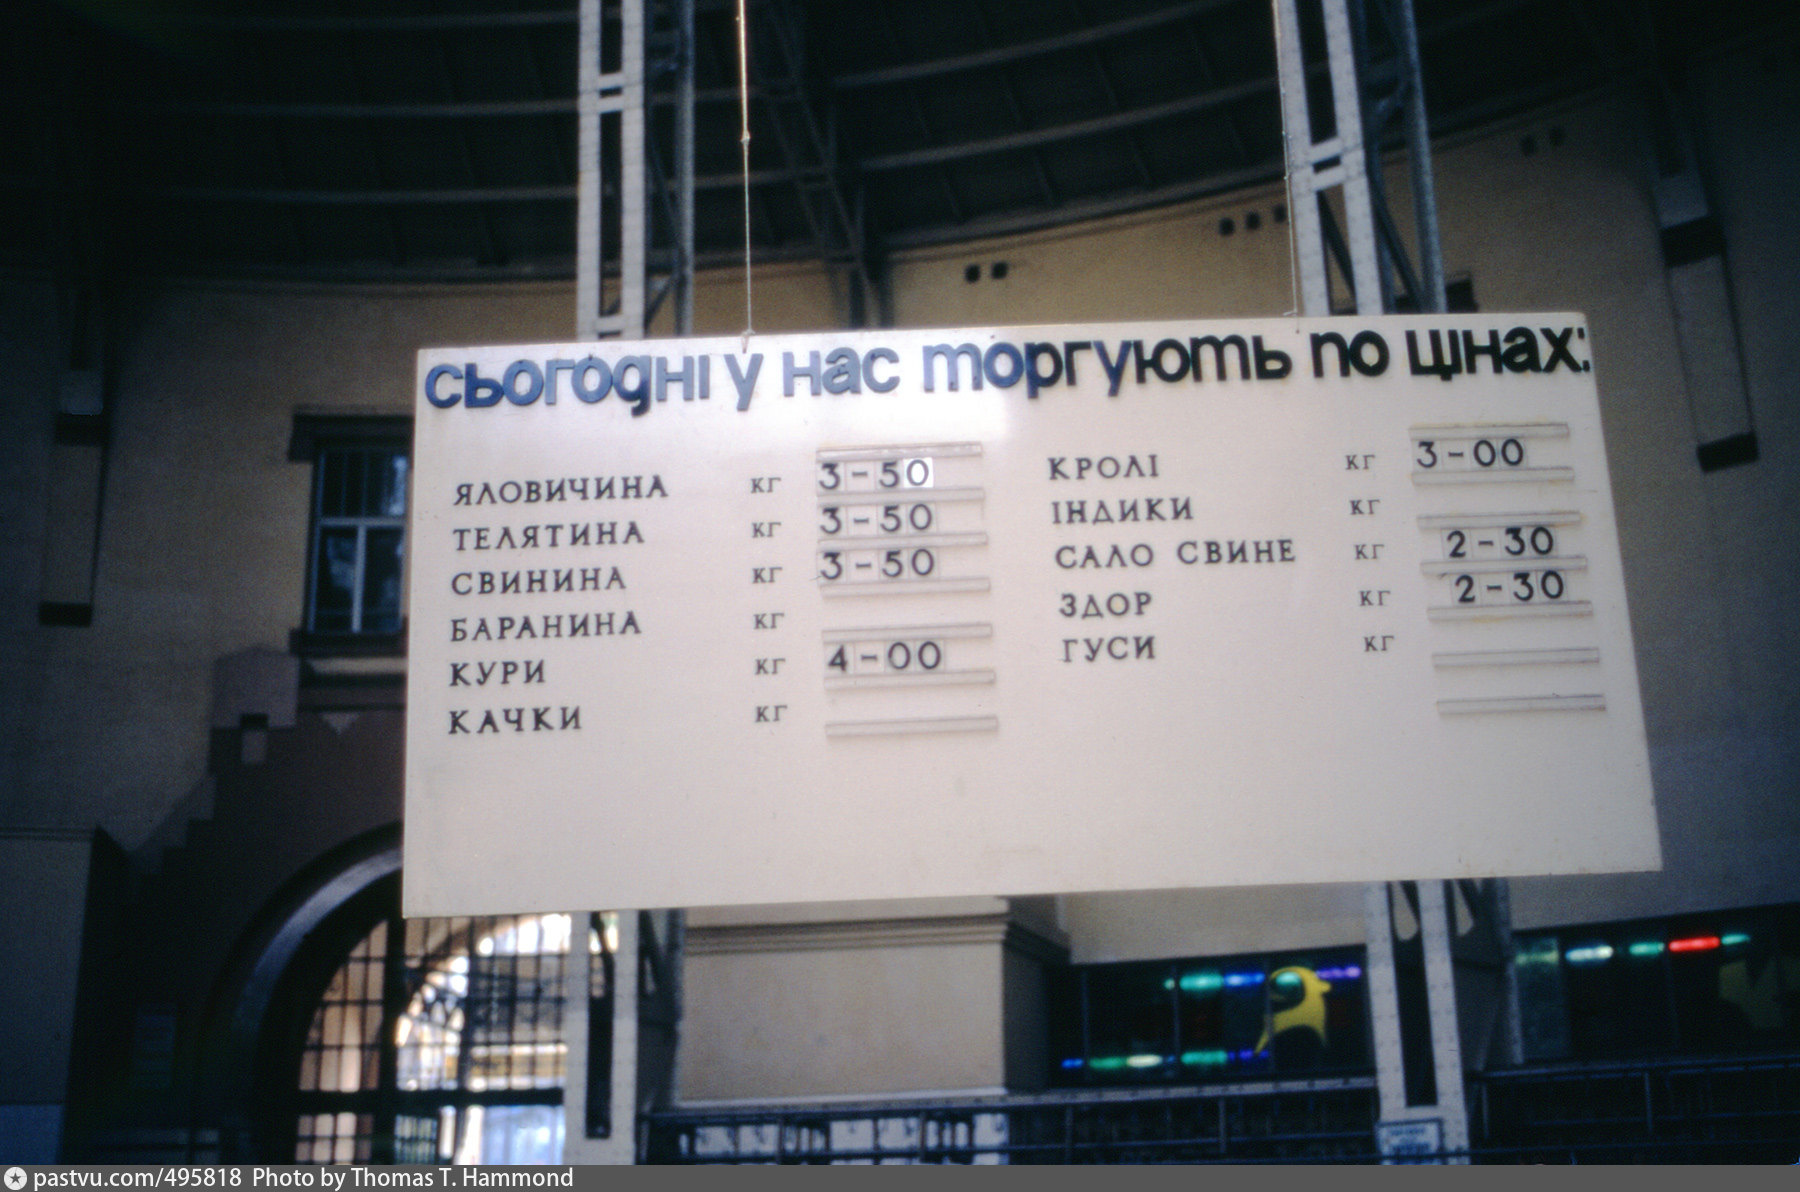 сьогодні у нас торгують по цінах:
ЯЛОВИЧИНА кг 3-50
ТЕЛЯТИНА кг 3-50
СВИНИНА кг 3-50
БАРАНИНА кг
КУРИ кг 4-00
КАЧКИ кг
КРОЛІ кг 3-00
ІНДИКИ кг
САЛО СВИНЕ кг 2-30
ЗДОР кг 2-30
ГУСИ кг
pastvu.com/495818 Photo by Thomas T. Hammond